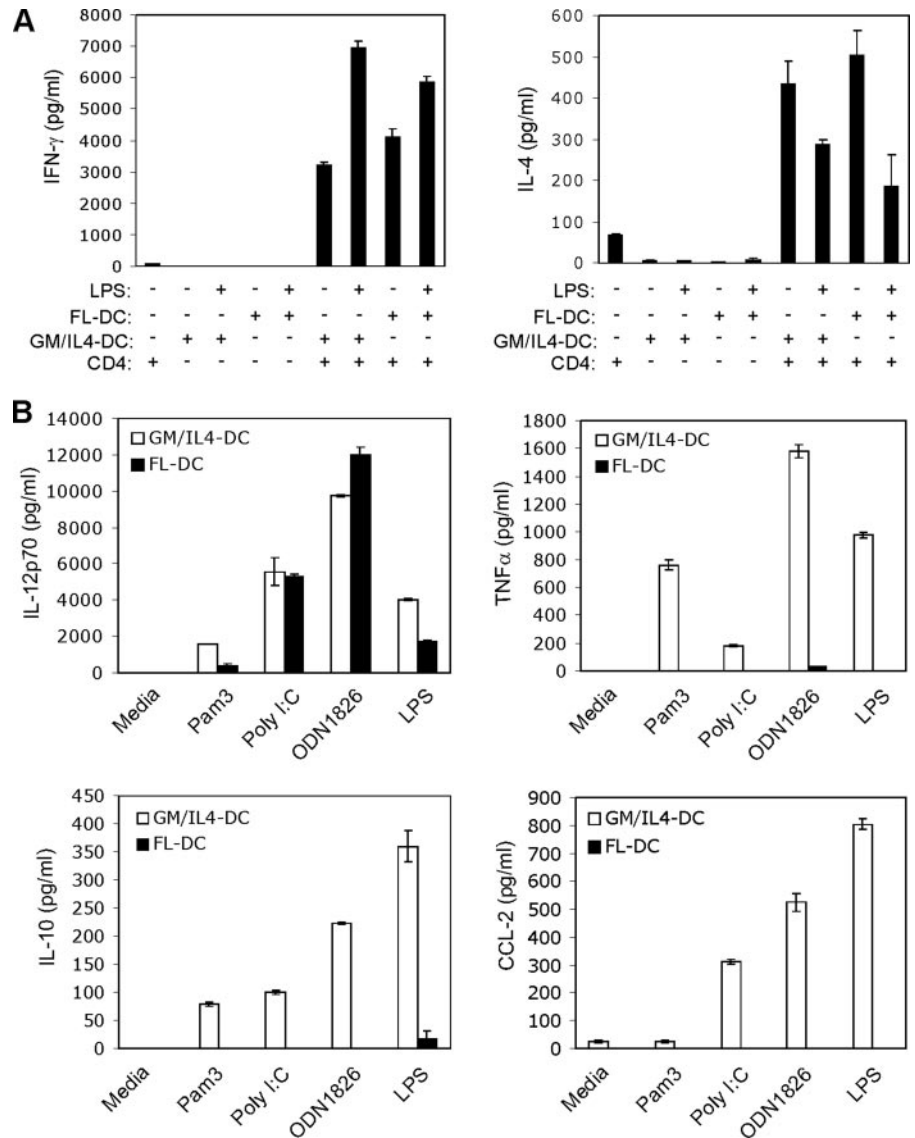 A
IFN-γ (pg/ml)
8000
7000
6000
5000
4000
3000
2000
1000
0
LPS: - - + - + - + - +
FL-DC: - - - + + - - + +
GM/IL4-DC: - + + - - + + - -
CD4: + - - - - + + + +
IL-4 (pg/ml)
600
500
400
300
200
100
0
LPS: - - + - + - + - +
FL-DC: - - - + + - - + +
GM/IL4-DC: - + + - - + + - -
CD4: + - - - - + + + +
B
IL-12p70 (pg/ml)
14000
12000
10000
8000
6000
4000
2000
0
GM/IL4-DC
FL-DC
Media Pam3 Poly I:C ODN1826 LPS
TNFα (pg/ml)
1800
1600
1400
1200
1000
800
600
400
200
0
GM/IL4-DC
FL-DC
Media Pam3 Poly I:C ODN1826 LPS
IL-10 (pg/ml)
450
400
350
300
250
200
150
100
50
0
GM/IL4-DC
FL-DC
Media Pam3 Poly I:C ODN1826 LPS
CCL-2 (pg/ml)
900
800
700
600
500
400
300
200
100
0
GM/IL4-DC
FL-DC
Media Pam3 Poly I:C ODN1826 LPS